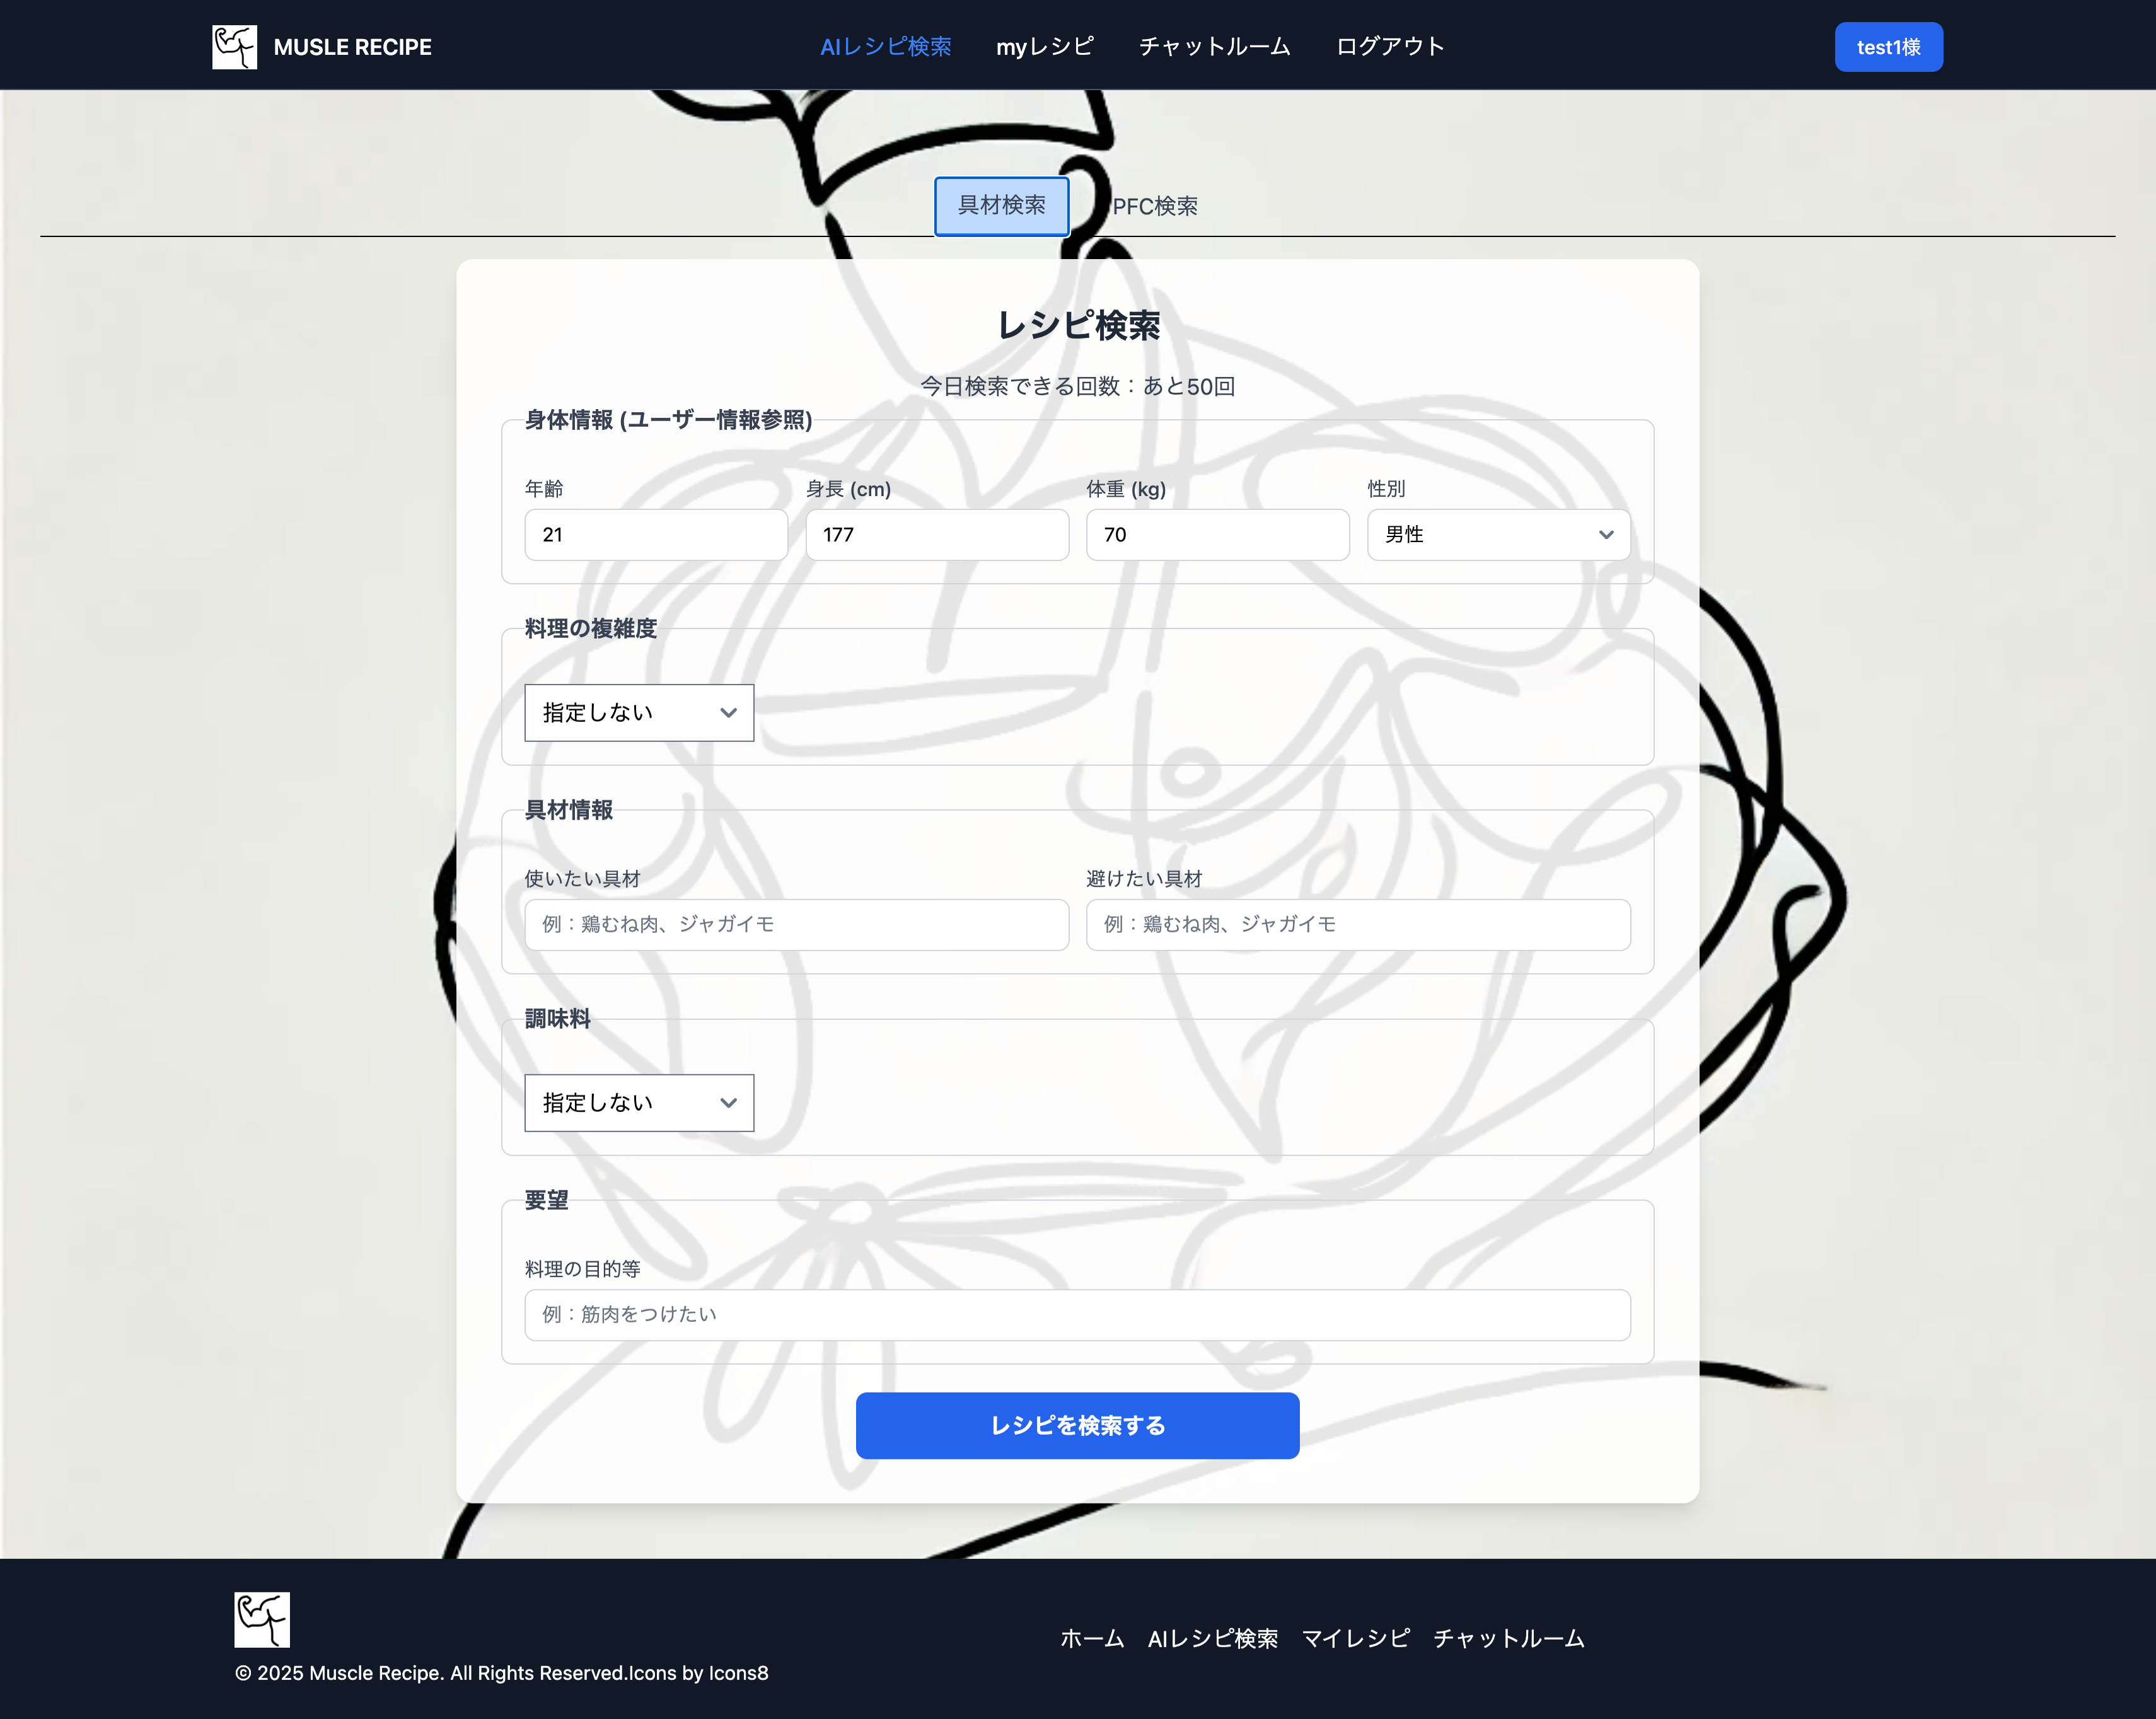 MUSLE RECIPE
AIレシピ検索 myレシピ チャットルーム ログアウト
test1様
具材検索 PFC検索
レシピ検索
今日検索できる回数：あと50回
身体情報 (ユーザー情報参照)
年齢 身長 (cm) 体重 (kg) 性別
21 177 70 男性
料理の複雑度
指定しない
具材情報
使いたい具材 避けたい具材
例：鶏むね肉、ジャガイモ 例：鶏むね肉、ジャガイモ
調味料
指定しない
要望
料理の目的等
例：筋肉をつけたい
レシピを検索する
ホーム AIレシピ検索 マイレシピ チャットルーム
© 2025 Muscle Recipe. All Rights Reserved.Icons by Icons8